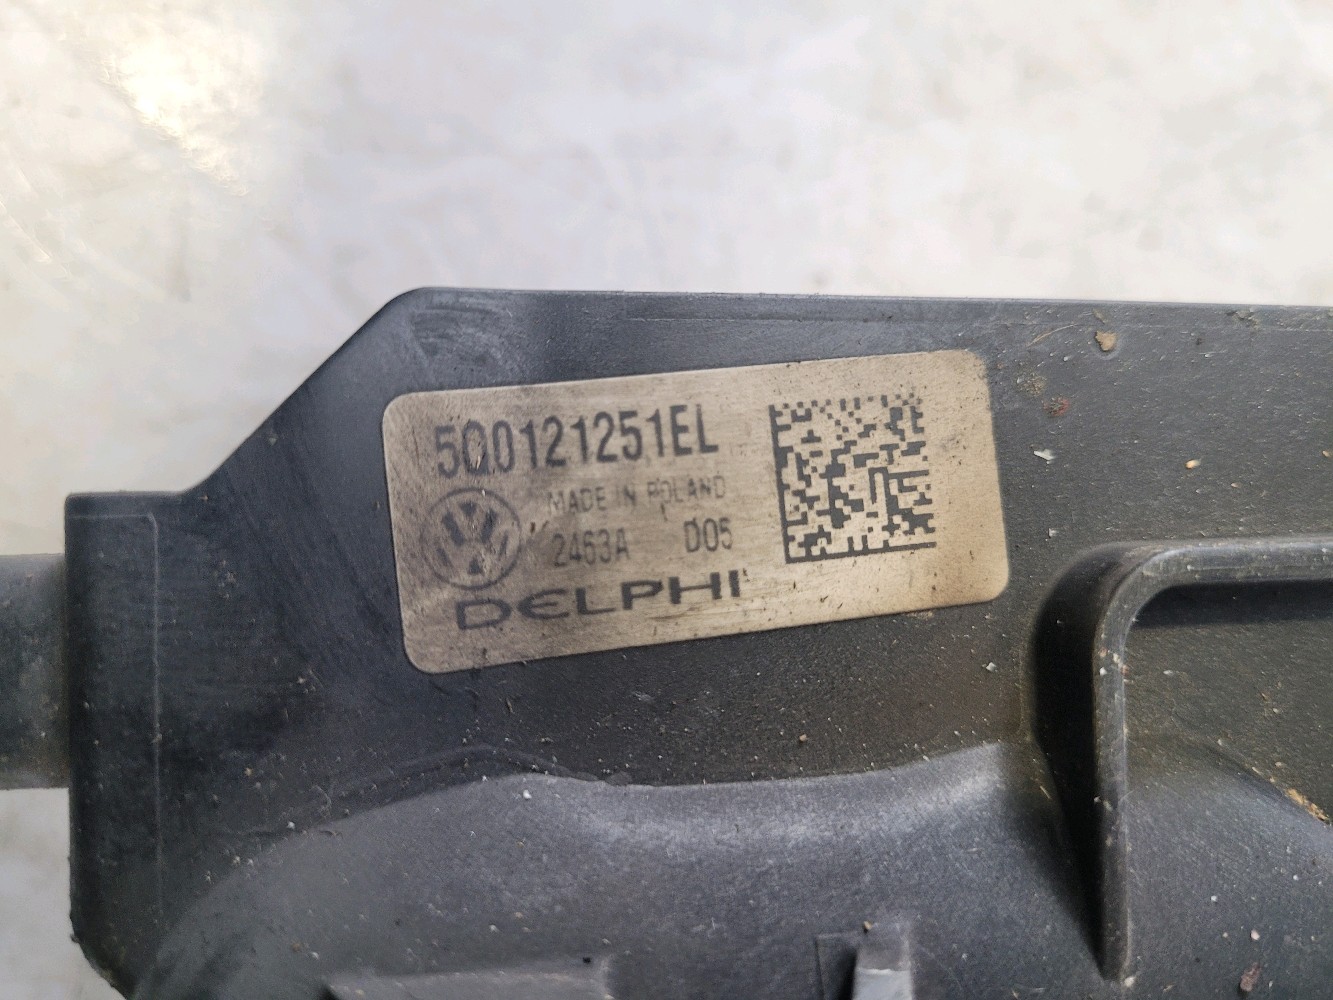 5Q0121251EL
MADE IN POLAND
2463A D05
DELPHI